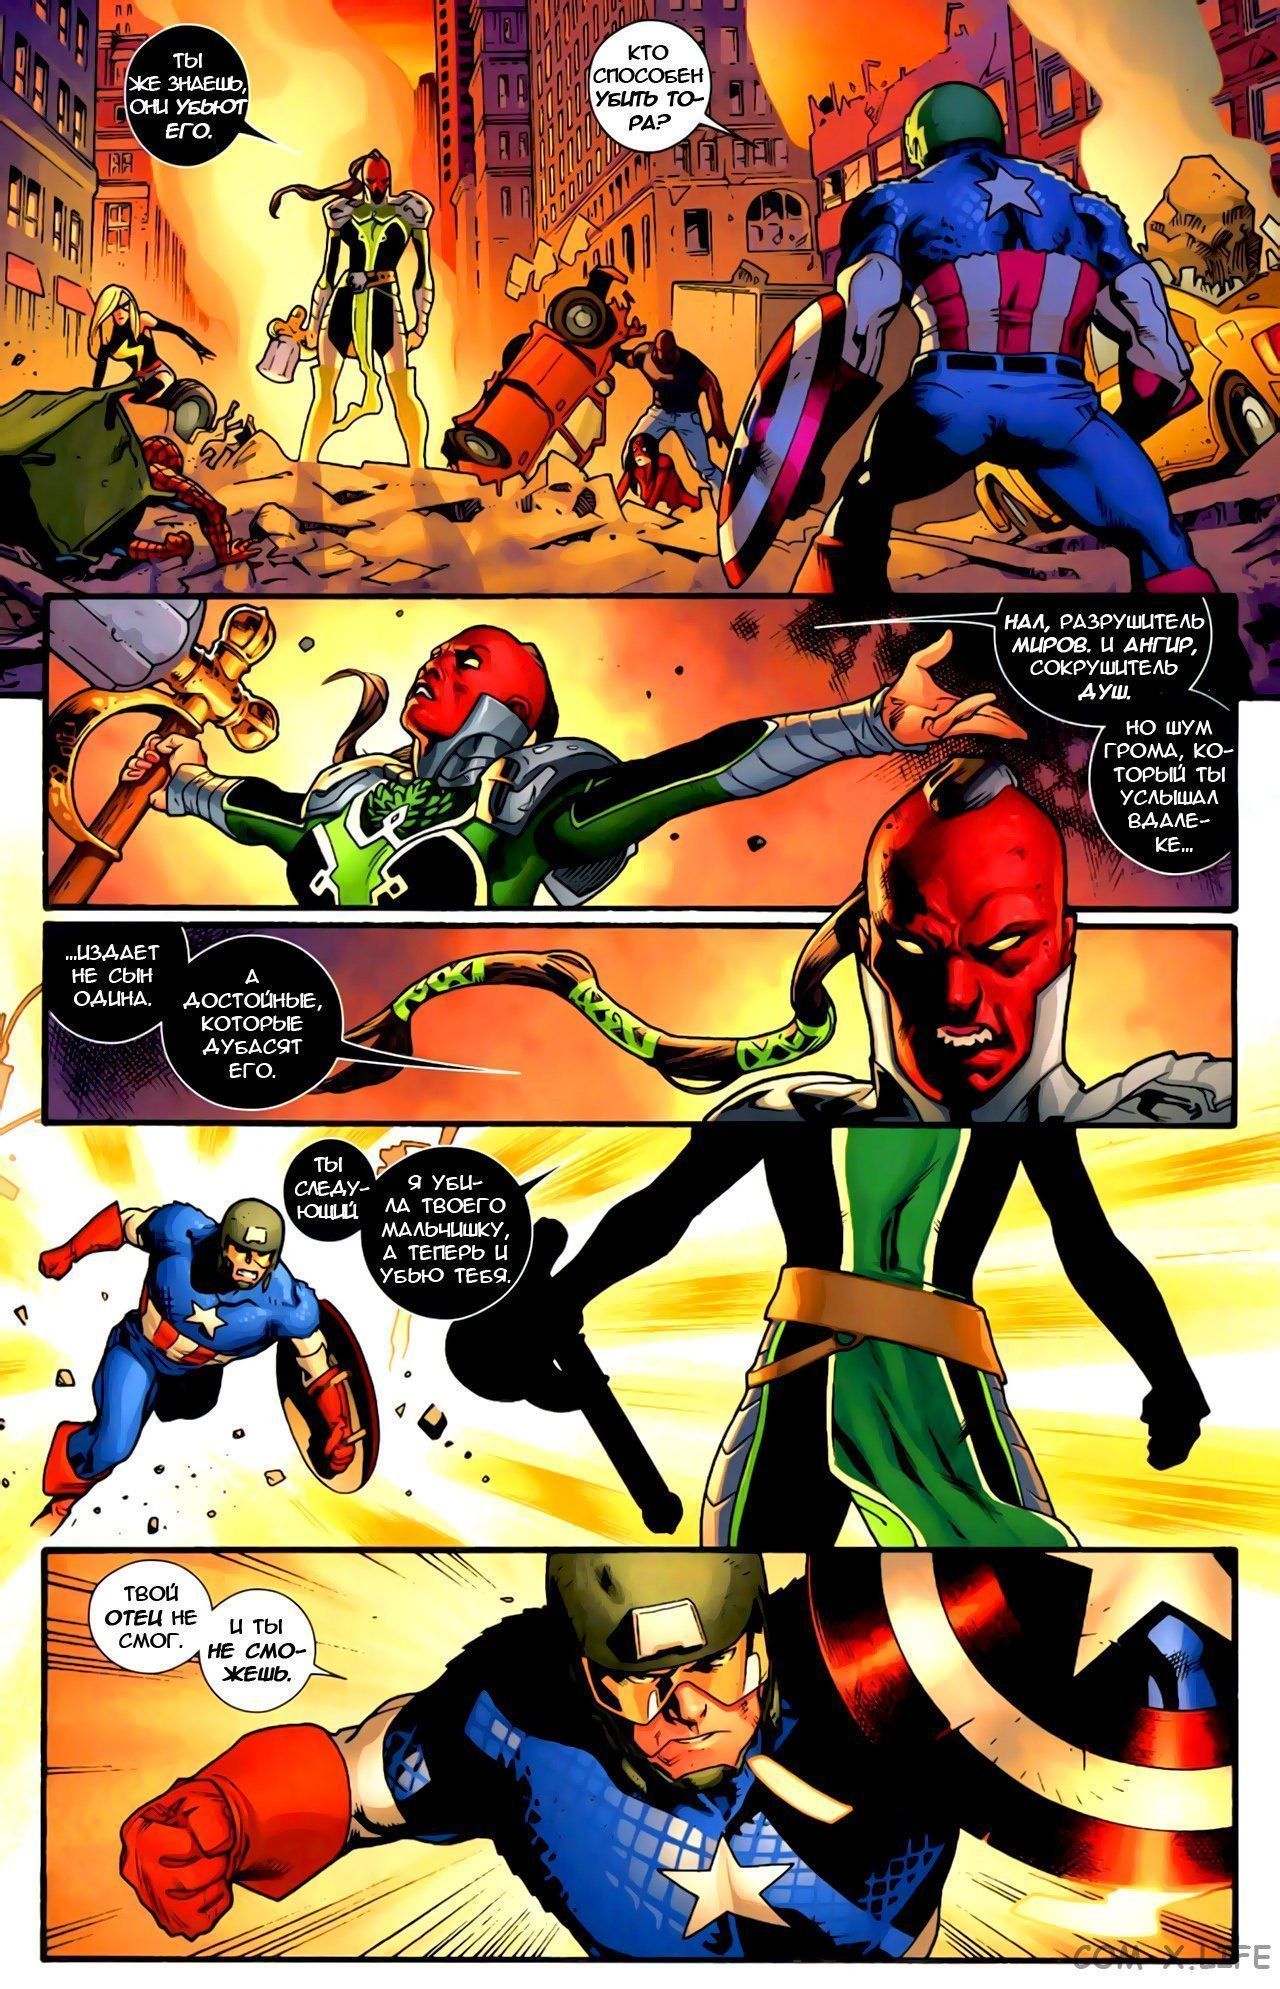 ТЫ
ЖЕ ЗНАЕШЬ,
ОНИ УБЬЮТ
ЕГО.
КТО
СПОСОБЕН
УБИТЬ ТО-
РА?
НАЛ, РАЗРУШИТЕЛЬ
МИРОВ. И АНГИР,
СОКРУШИТЕЛЬ
ДУШ.
НО ШУМ
ГРОМА, КО-
ТОРЫЙ ТЫ
УСЛЫШАЛ
ВДАЛЕ-
КЕ...
...ИЗДАЕТ
НЕ СЫН
ОДИНА.
А
ДОСТОЙНЫЕ,
КОТОРЫЕ
ДУБАСЯТ
ЕГО.
ТЫ
СЛЕДУ-
ЮЩИЙ.
Я УБИ-
ЛА ТВОЕГО
МАЛЬЧИШКУ,
А ТЕПЕРЬ И
УБЬЮ ТЕБЯ.
ТВОЙ
ОТЕЦ НЕ
СМОГ.
И ТЫ
НЕ СМО-
ЖЕШЬ.
COM-X.LIFE